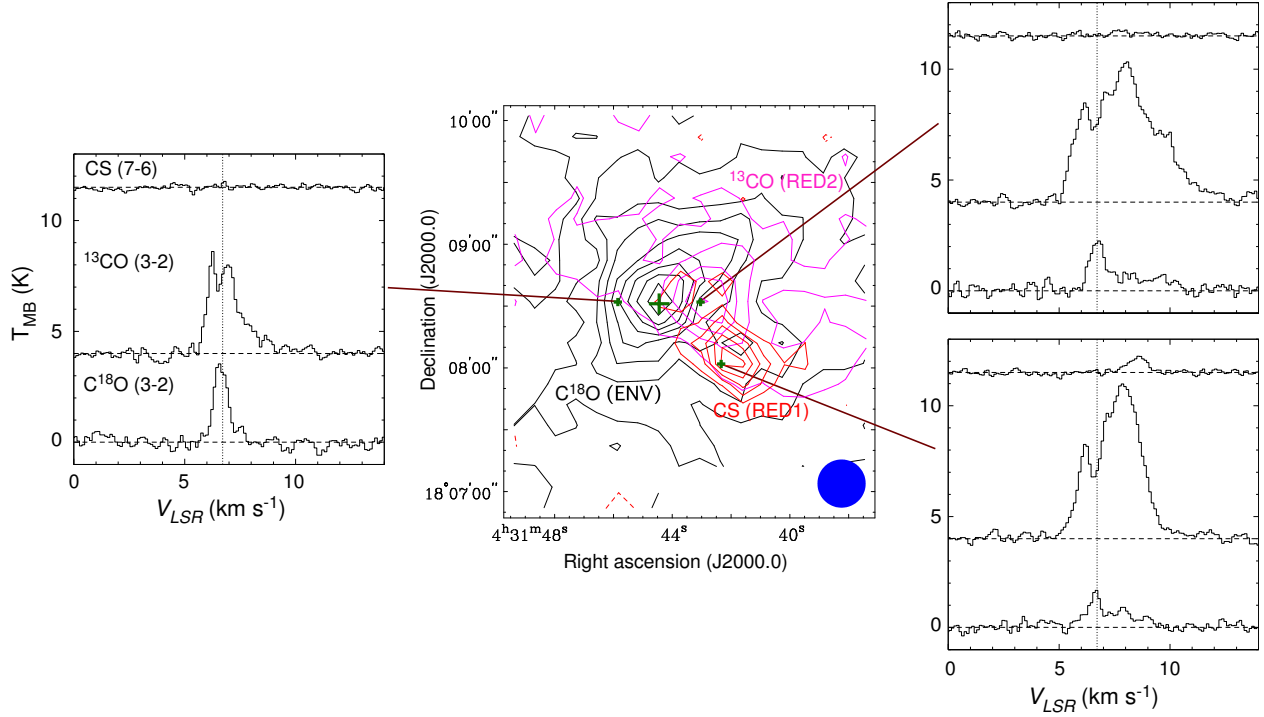 CS (7-6)
¹³CO (3-2)
C¹⁸O (3-2)
T_MB (K)
10
5
0
0
5
10
V_LSR (km s⁻¹)
10′00″
09′00″
08′00″
18°07′00″
Declination (J2000.0)
¹³CO (RED2)
C¹⁸O (ENV)
CS (RED1)
4ʰ31ᵐ48ˢ
44ˢ
40ˢ
Right ascension (J2000.0)
10
5
0
10
5
0
0
5
10
V_LSR (km s⁻¹)